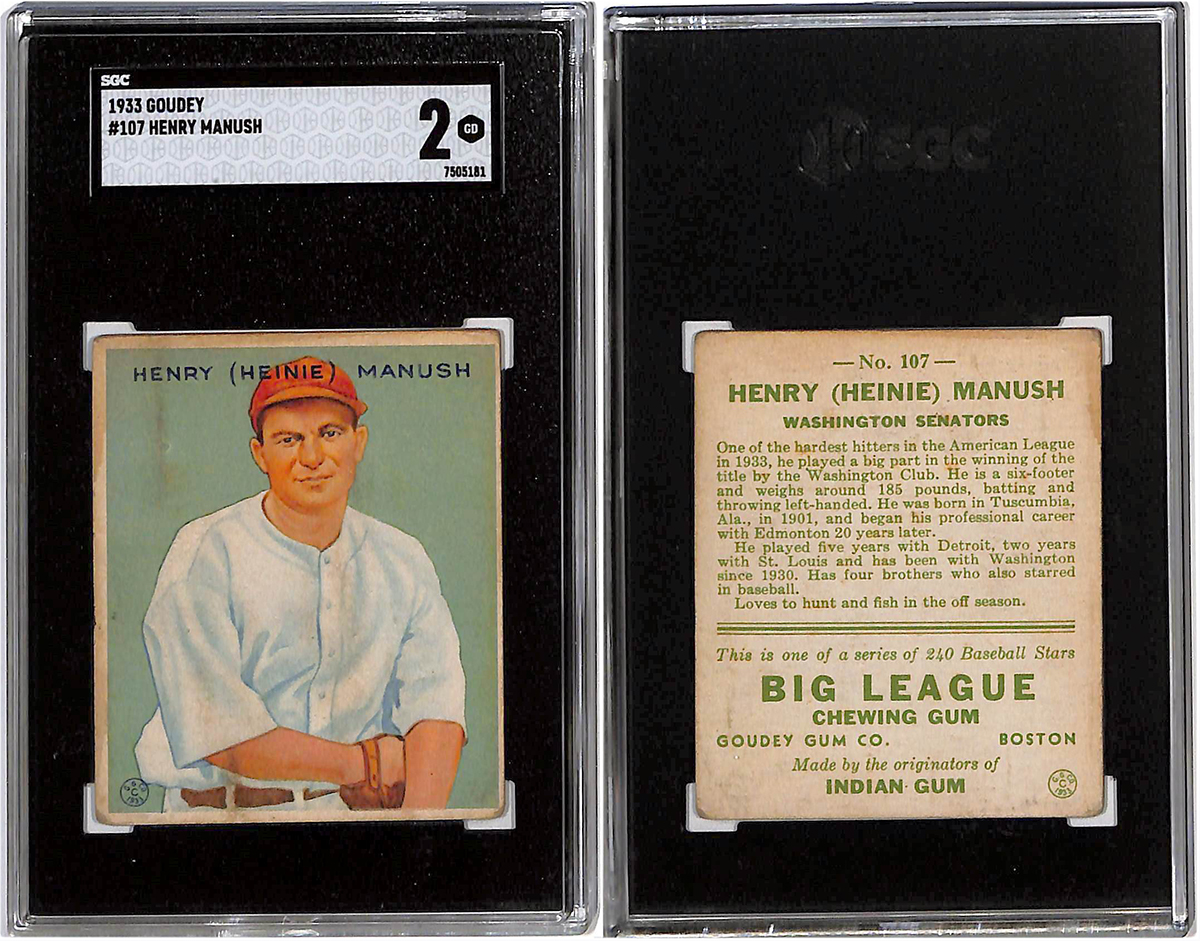 SGC
1933 GOUDEY
#107 HENRY MANUSH
2 GD
7505181
HENRY (HEINIE) MANUSH
G.G.CO.
C
1933
SGC
— No. 107 —
HENRY (HEINIE) MANUSH
WASHINGTON SENATORS
One of the hardest hitters in the American League
in 1933, he played a big part in the winning of the
title by the Washington Club. He is a six-footer
and weighs around 185 pounds, batting and
throwing left-handed. He was born in Tuscumbia,
Ala., in 1901, and began his professional career
with Edmonton 20 years later.
He played five years with Detroit, two years
with St. Louis and has been with Washington
since 1930. Has four brothers who also starred
in baseball.
Loves to hunt and fish in the off season.
This is one of a series of 240 Baseball Stars
BIG LEAGUE
CHEWING GUM
GOUDEY GUM CO. BOSTON
Made by the originators of
INDIAN GUM
G.G.CO.
C
1933